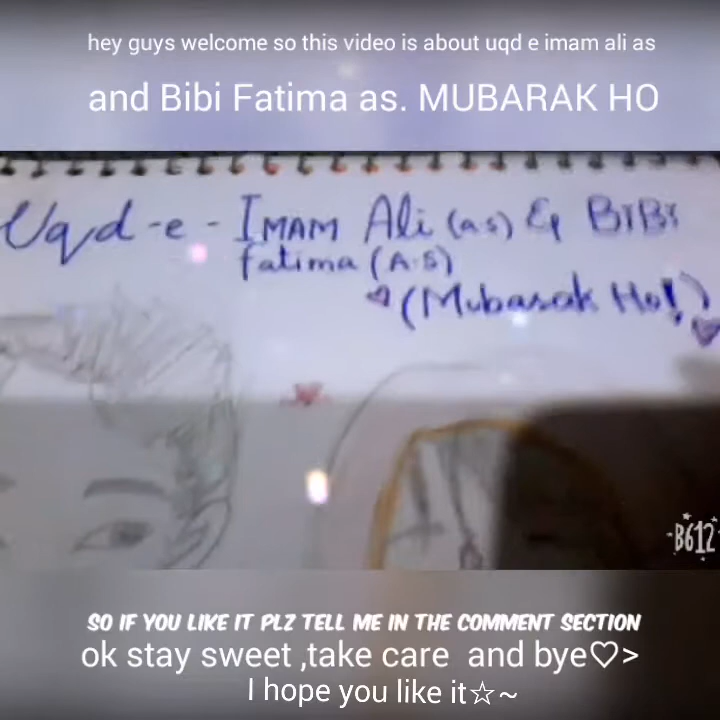 hey guys welcome so this video is about uqd e imam ali as
and Bibi Fatima as. MUBARAK HO
Uqd-e-Imam Ali (a.s) & BiBi
fatima (A.S)
(Mubarak Ho!)
B612
SO IF YOU LIKE IT PLZ TELL ME IN THE COMMENT SECTION
ok stay sweet ,take care and bye♡>
I hope you like it☆~